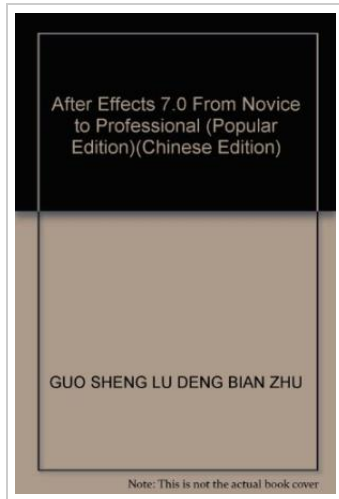 After Effects 7.0 From Novice
to Professional (Popular
Edition)(Chinese Edition)
GUO SHENG LU DENG BIAN ZHU
Note: This is not the actual book cover